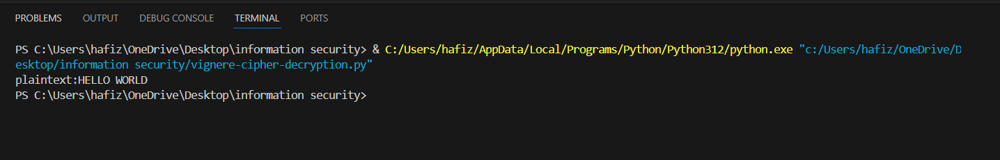 PROBLEMS OUTPUT DEBUG CONSOLE TERMINAL PORTS
PS C:\Users\hafiz\OneDrive\Desktop\information security> & C:/Users/hafiz/AppData/Local/Programs/Python/Python312/python.exe "c:/Users/hafiz/OneDrive/D
esktop/information security/vignere-cipher-decryption.py"
plaintext:HELLO WORLD
PS C:\Users\hafiz\OneDrive\Desktop\information security>